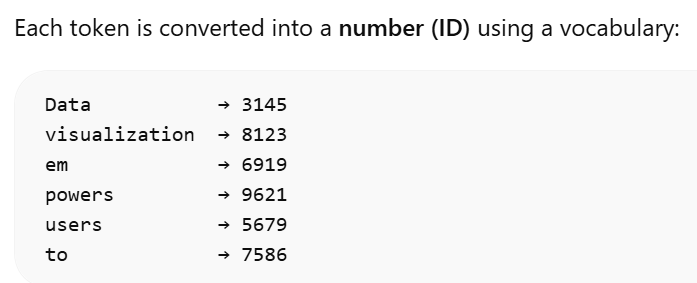 Each token is converted into a number (ID) using a vocabulary:
Data → 3145
visualization → 8123
em → 6919
powers → 9621
users → 5679
to → 7586